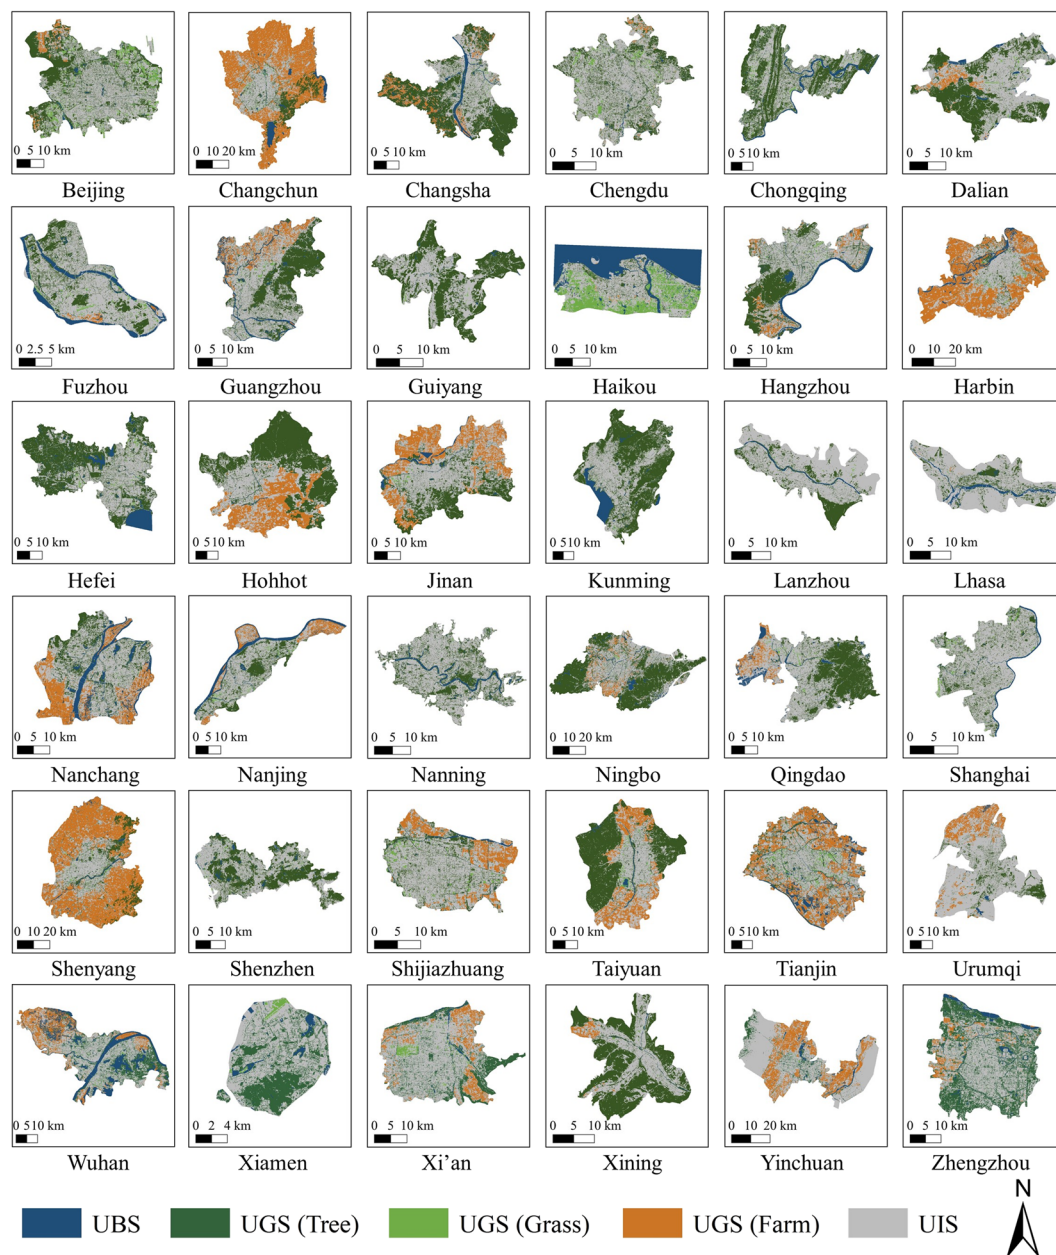 0 5 10 km
Beijing
0 10 20 km
Changchun
0 5 10 km
Changsha
0 5 10 km
Chengdu
0 510 km
Chongqing
0 5 10 km
Dalian
0 2.5 5 km
Fuzhou
0 5 10 km
Guangzhou
0 5 10 km
Guiyang
0 5 10 km
Haikou
0 5 10 km
Hangzhou
0 10 20 km
Harbin
0 5 10 km
Hefei
0 5 10 km
Hohhot
0 5 10 km
Jinan
0 510 km
Kunming
0 5 10 km
Lanzhou
0 5 10 km
Lhasa
0 5 10 km
Nanchang
0 5 10 km
Nanjing
0 5 10 km
Nanning
0 10 20 km
Ningbo
0 5 10 km
Qingdao
0 5 10 km
Shanghai
0 10 20 km
Shenyang
0 5 10 km
Shenzhen
0 5 10 km
Shijiazhuang
0 5 10 km
Taiyuan
0 510 km
Tianjin
0 5 10 km
Urumqi
0 510 km
Wuhan
0 2 4 km
Xiamen
0 5 10 km
Xi’an
0 5 10 km
Xining
0 10 20 km
Yinchuan
0 5 10 km
Zhengzhou
N
UBS UGS (Tree) UGS (Grass) UGS (Farm) UIS